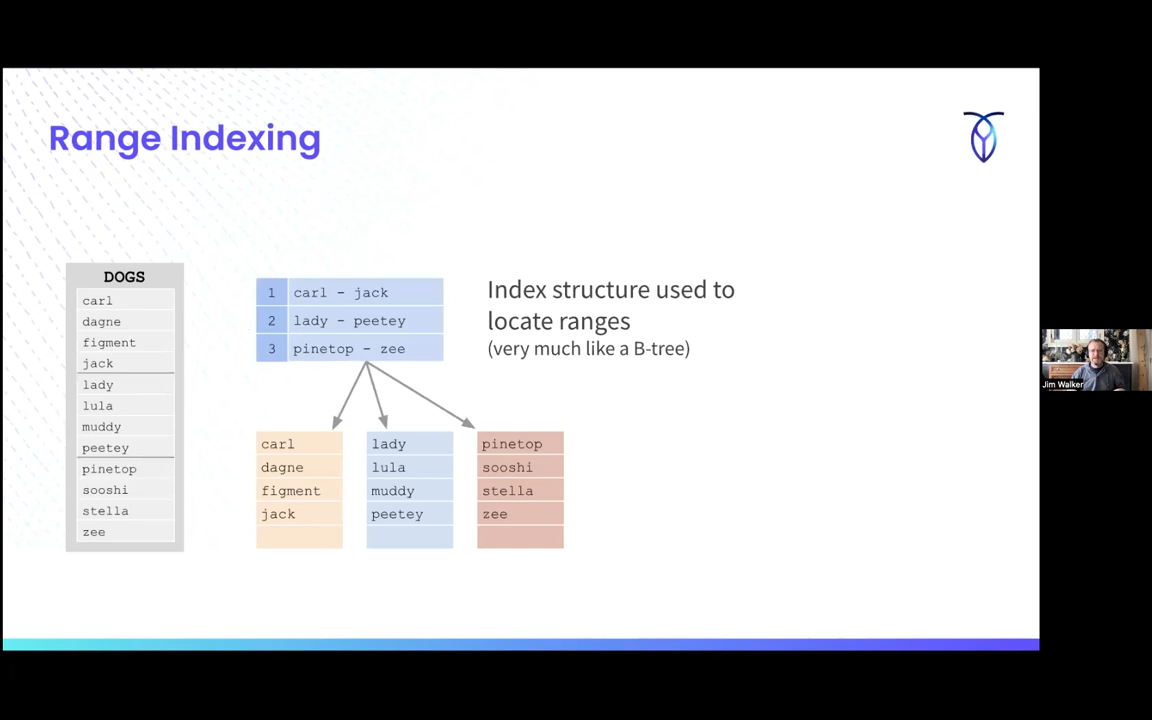 Range Indexing
DOGS
carl
dagne
figment
jack
lady
lula
muddy
peetey
pinetop
sooshi
stella
zee
1 carl - jack
2 lady - peetey
3 pinetop - zee
carl
dagne
figment
jack
lady
lula
muddy
peetey
pinetop
sooshi
stella
zee
Index structure used to
locate ranges
(very much like a B-tree)
Jim Walker